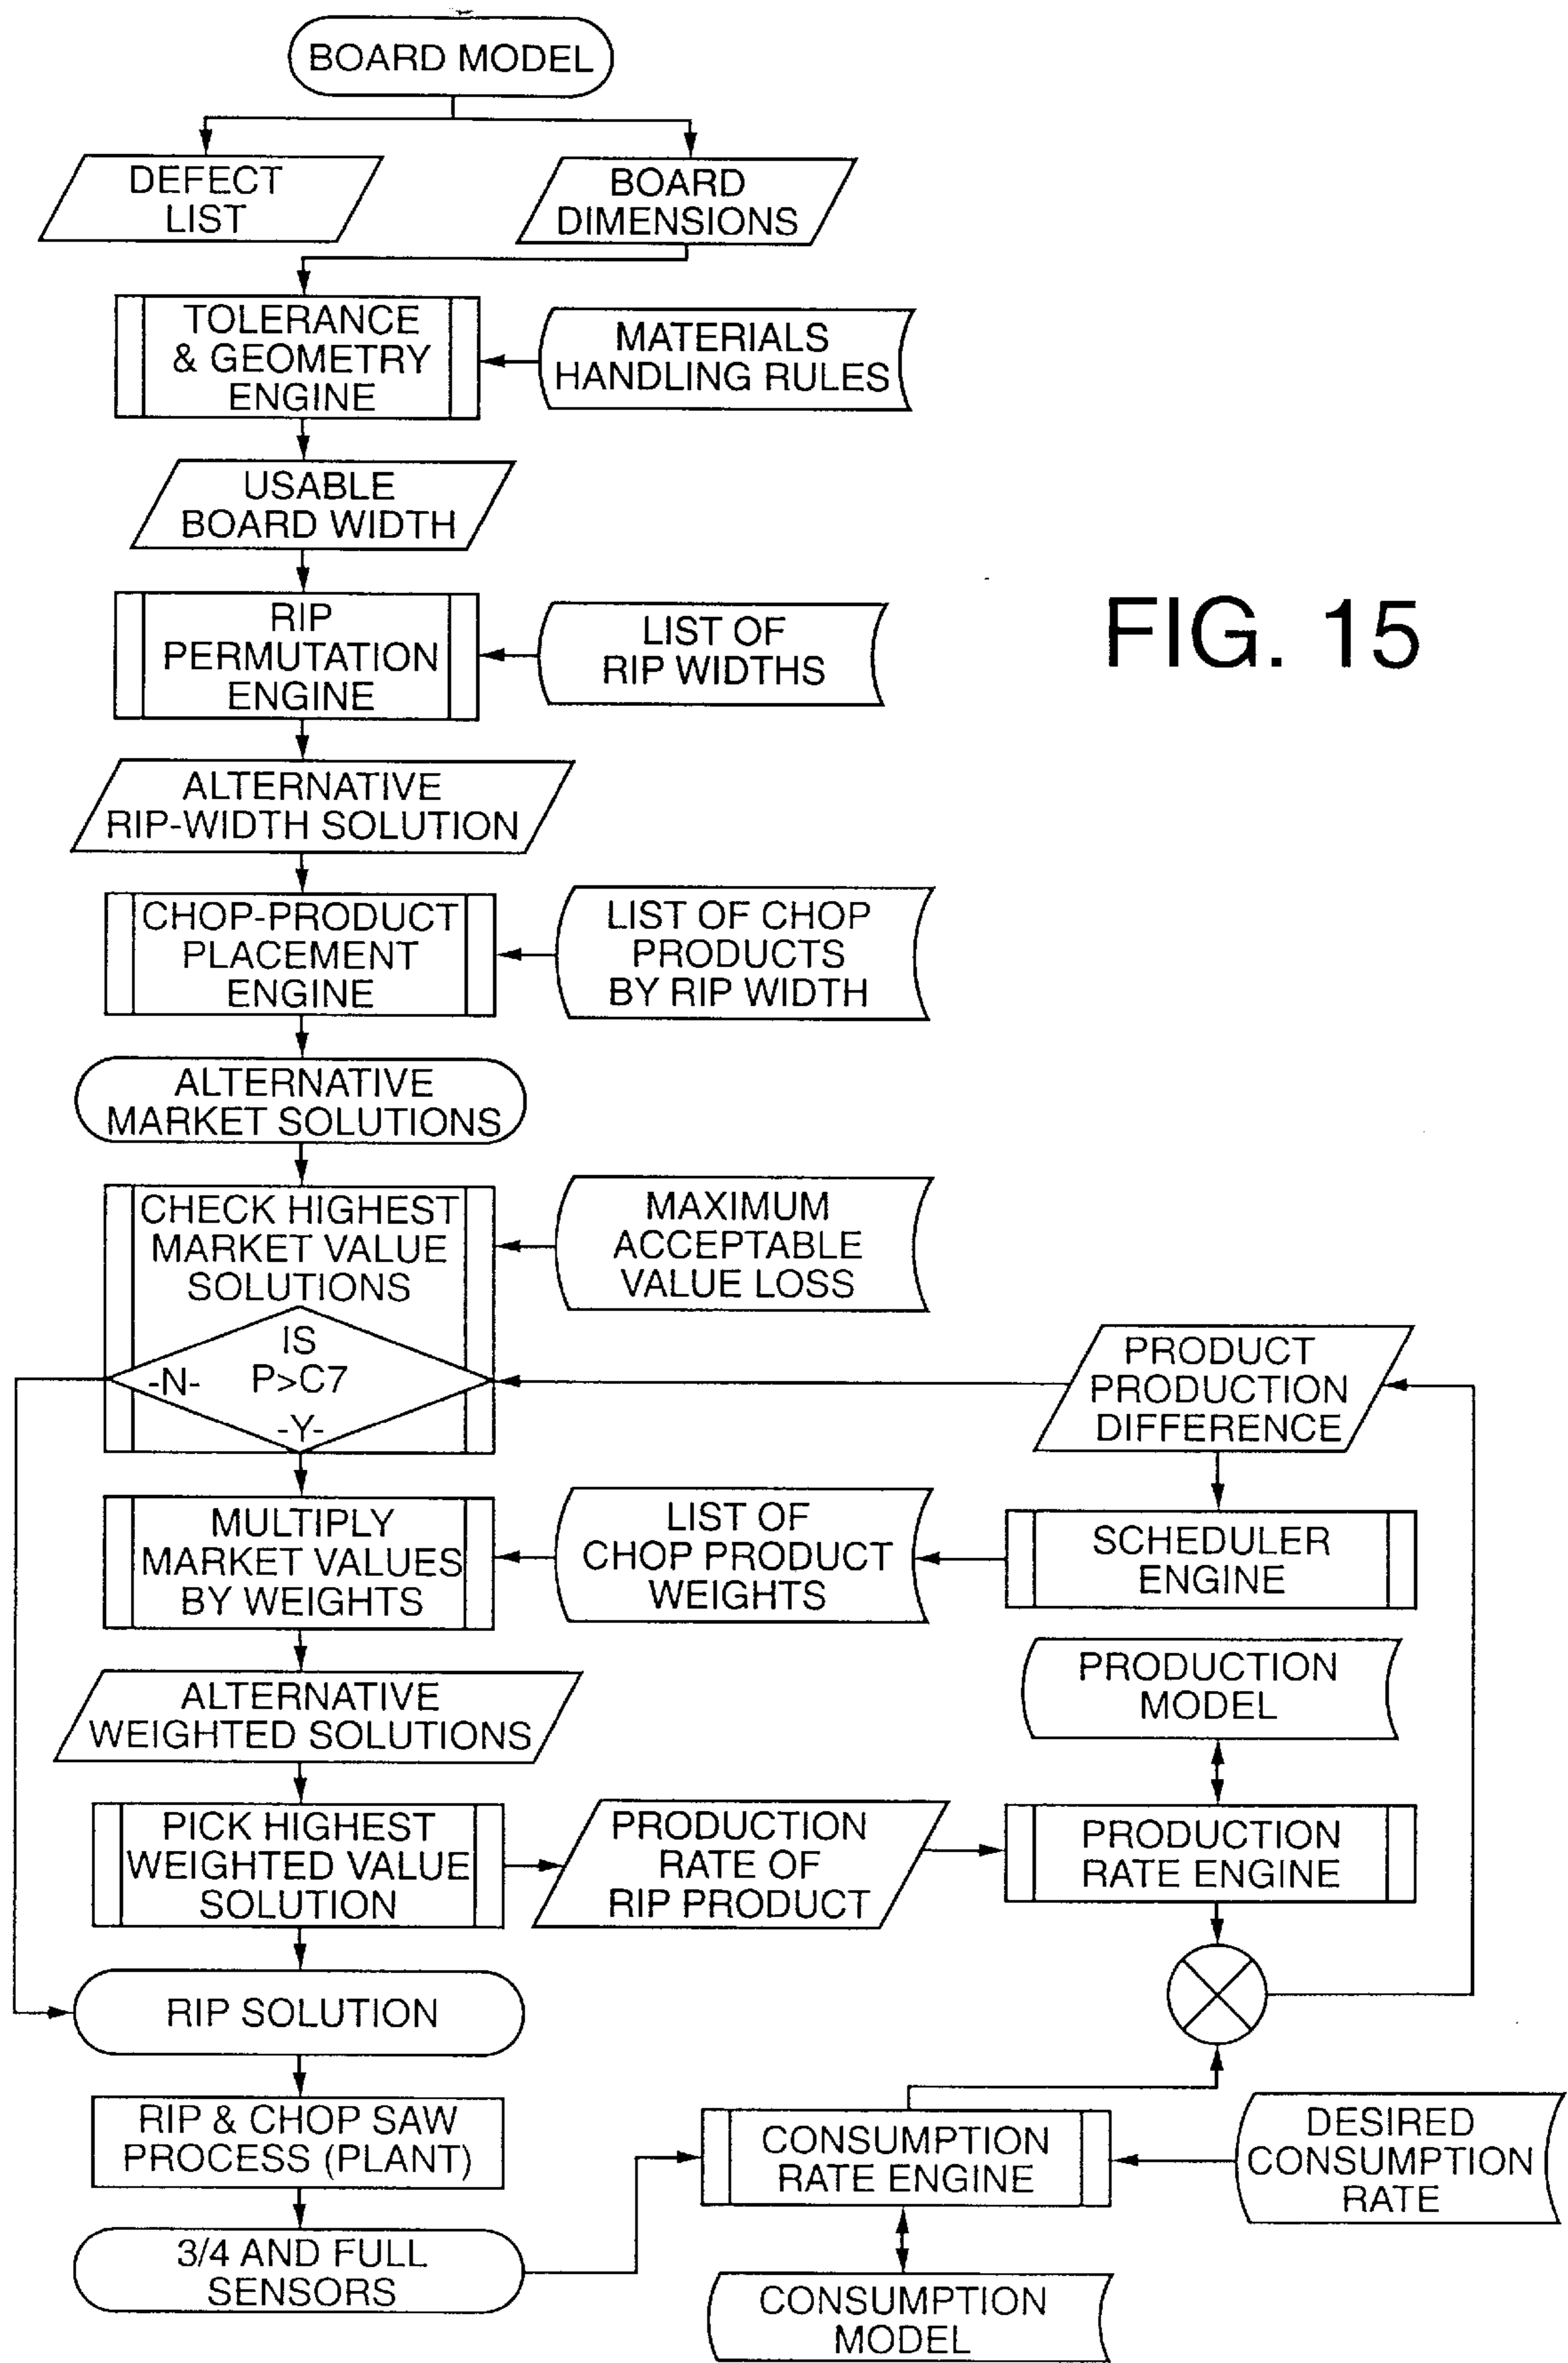 BOARD MODEL
DEFECT
LIST
BOARD
DIMENSIONS
TOLERANCE
& GEOMETRY
ENGINE
MATERIALS
HANDLING RULES
USABLE
BOARD WIDTH
RIP
PERMUTATION
ENGINE
LIST OF
RIP WIDTHS
FIG. 15
ALTERNATIVE
RIP-WIDTH SOLUTION
CHOP-PRODUCT
PLACEMENT
ENGINE
LIST OF CHOP
PRODUCTS
BY RIP WIDTH
ALTERNATIVE
MARKET SOLUTIONS
CHECK HIGHEST
MARKET VALUE
SOLUTIONS
MAXIMUM
ACCEPTABLE
VALUE LOSS
IS
-N- P>C7
-Y-
PRODUCT
PRODUCTION
DIFFERENCE
MULTIPLY
MARKET VALUES
BY WEIGHTS
LIST OF
CHOP PRODUCT
WEIGHTS
SCHEDULER
ENGINE
ALTERNATIVE
WEIGHTED SOLUTIONS
PRODUCTION
MODEL
PICK HIGHEST
WEIGHTED VALUE
SOLUTION
PRODUCTION
RATE OF
RIP PRODUCT
PRODUCTION
RATE ENGINE
RIP SOLUTION
RIP & CHOP SAW
PROCESS (PLANT)
CONSUMPTION
RATE ENGINE
DESIRED
CONSUMPTION
RATE
3/4 AND FULL
SENSORS
CONSUMPTION
MODEL